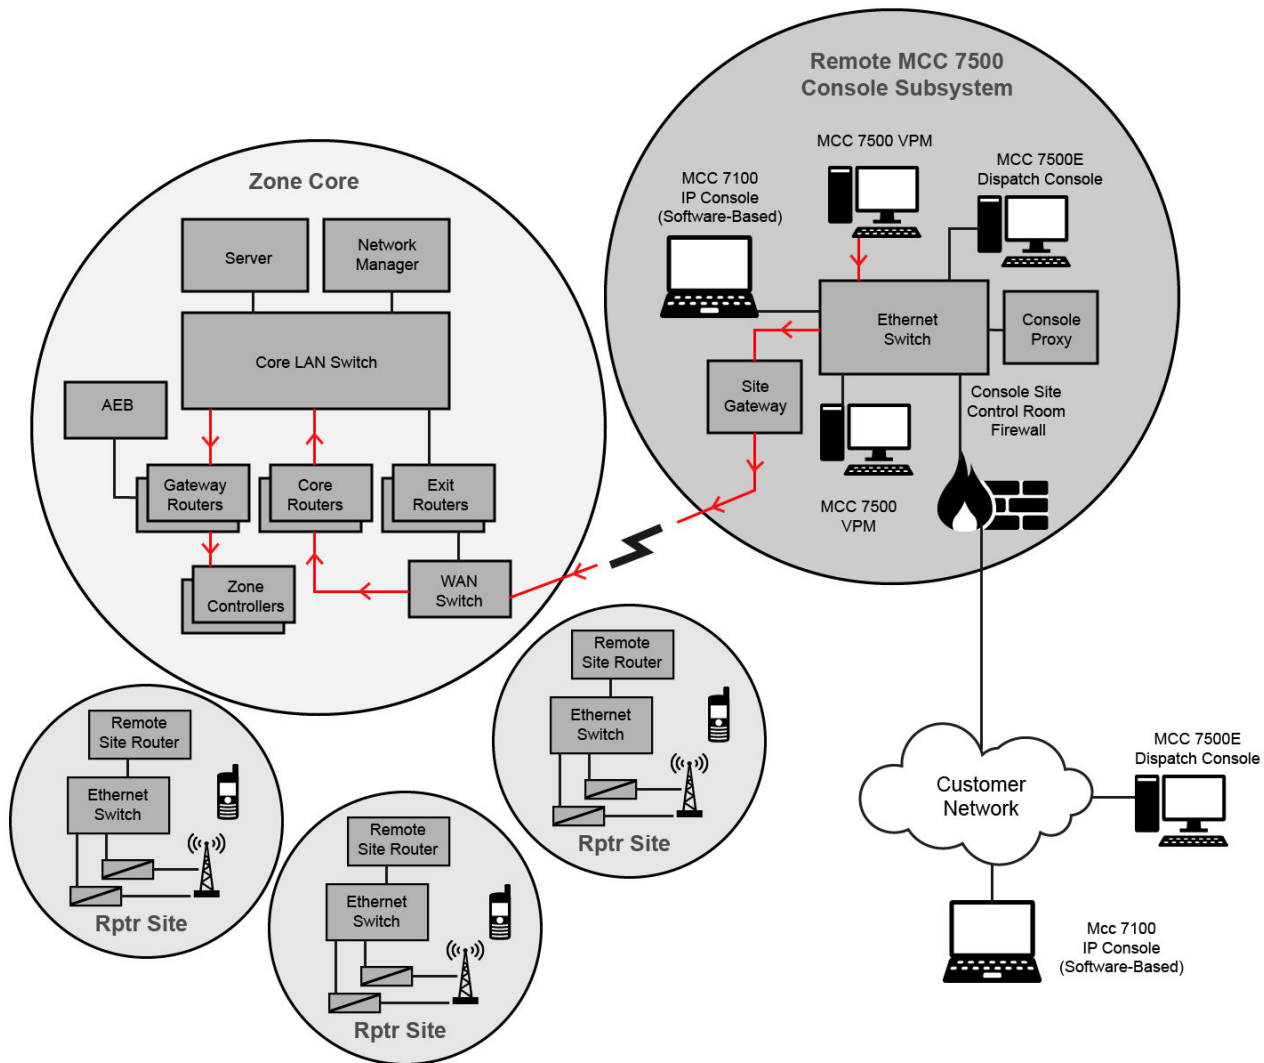 Remote MCC 7500
Console Subsystem
MCC 7500 VPM
MCC 7500E
Dispatch Console
MCC 7100
IP Console
(Software-Based)
Ethernet
Switch
Console
Proxy
Site
Gateway
Console Site
Control Room
Firewall
MCC 7500
VPM
Zone Core
Server
Network
Manager
Core LAN Switch
AEB
Gateway
Routers
Core
Routers
Exit
Routers
Zone
Controllers
WAN
Switch
Remote
Site Router
Ethernet
Switch
Rptr Site
Remote
Site Router
Ethernet
Switch
Rptr Site
Remote
Site Router
Ethernet
Switch
Rptr Site
Customer
Network
MCC 7500E
Dispatch Console
Mcc 7100
IP Console
(Software-Based)